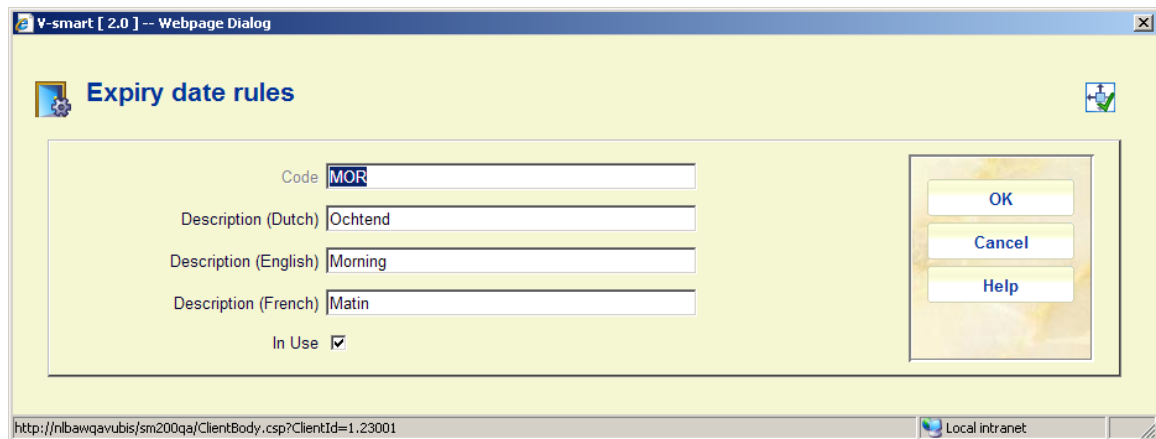 V-smart [ 2.0 ] -- Webpage Dialog
Expiry date rules
Code MOR
Description (Dutch) Ochtend
Description (English) Morning
Description (French) Matin
In Use
OK
Cancel
Help
http://nlbawqavubis/sm200qa/ClientBody.csp?ClientId=1.23001 Local intranet